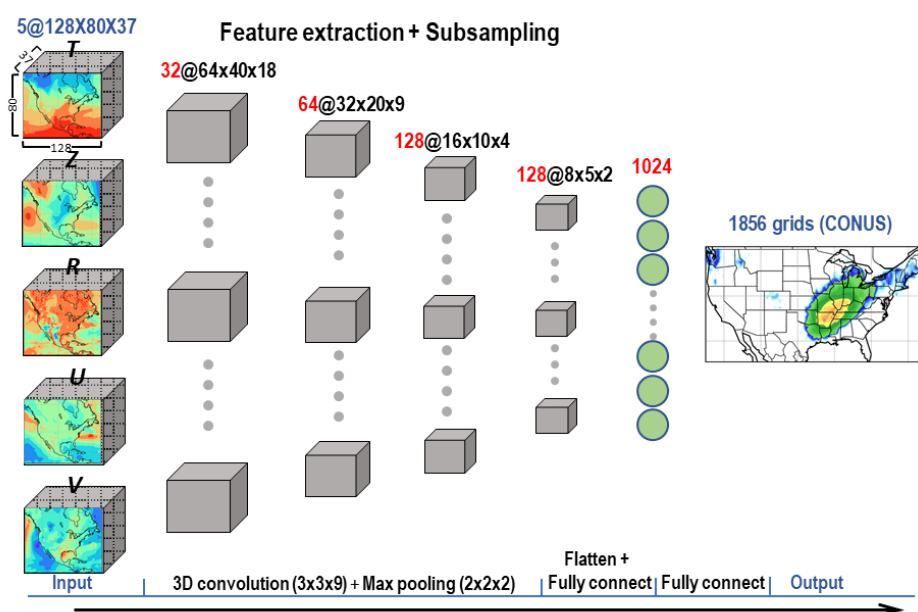 5@128X80X37
Feature extraction + Subsampling
T
37
80
128
32@64x40x18
64@32x20x9
128@16x10x4
128@8x5x2
1024
Z
1856 grids (CONUS)
R
U
V
Input
3D convolution (3x3x9) + Max pooling (2x2x2)
Flatten +
Fully connect
Fully connect
Output